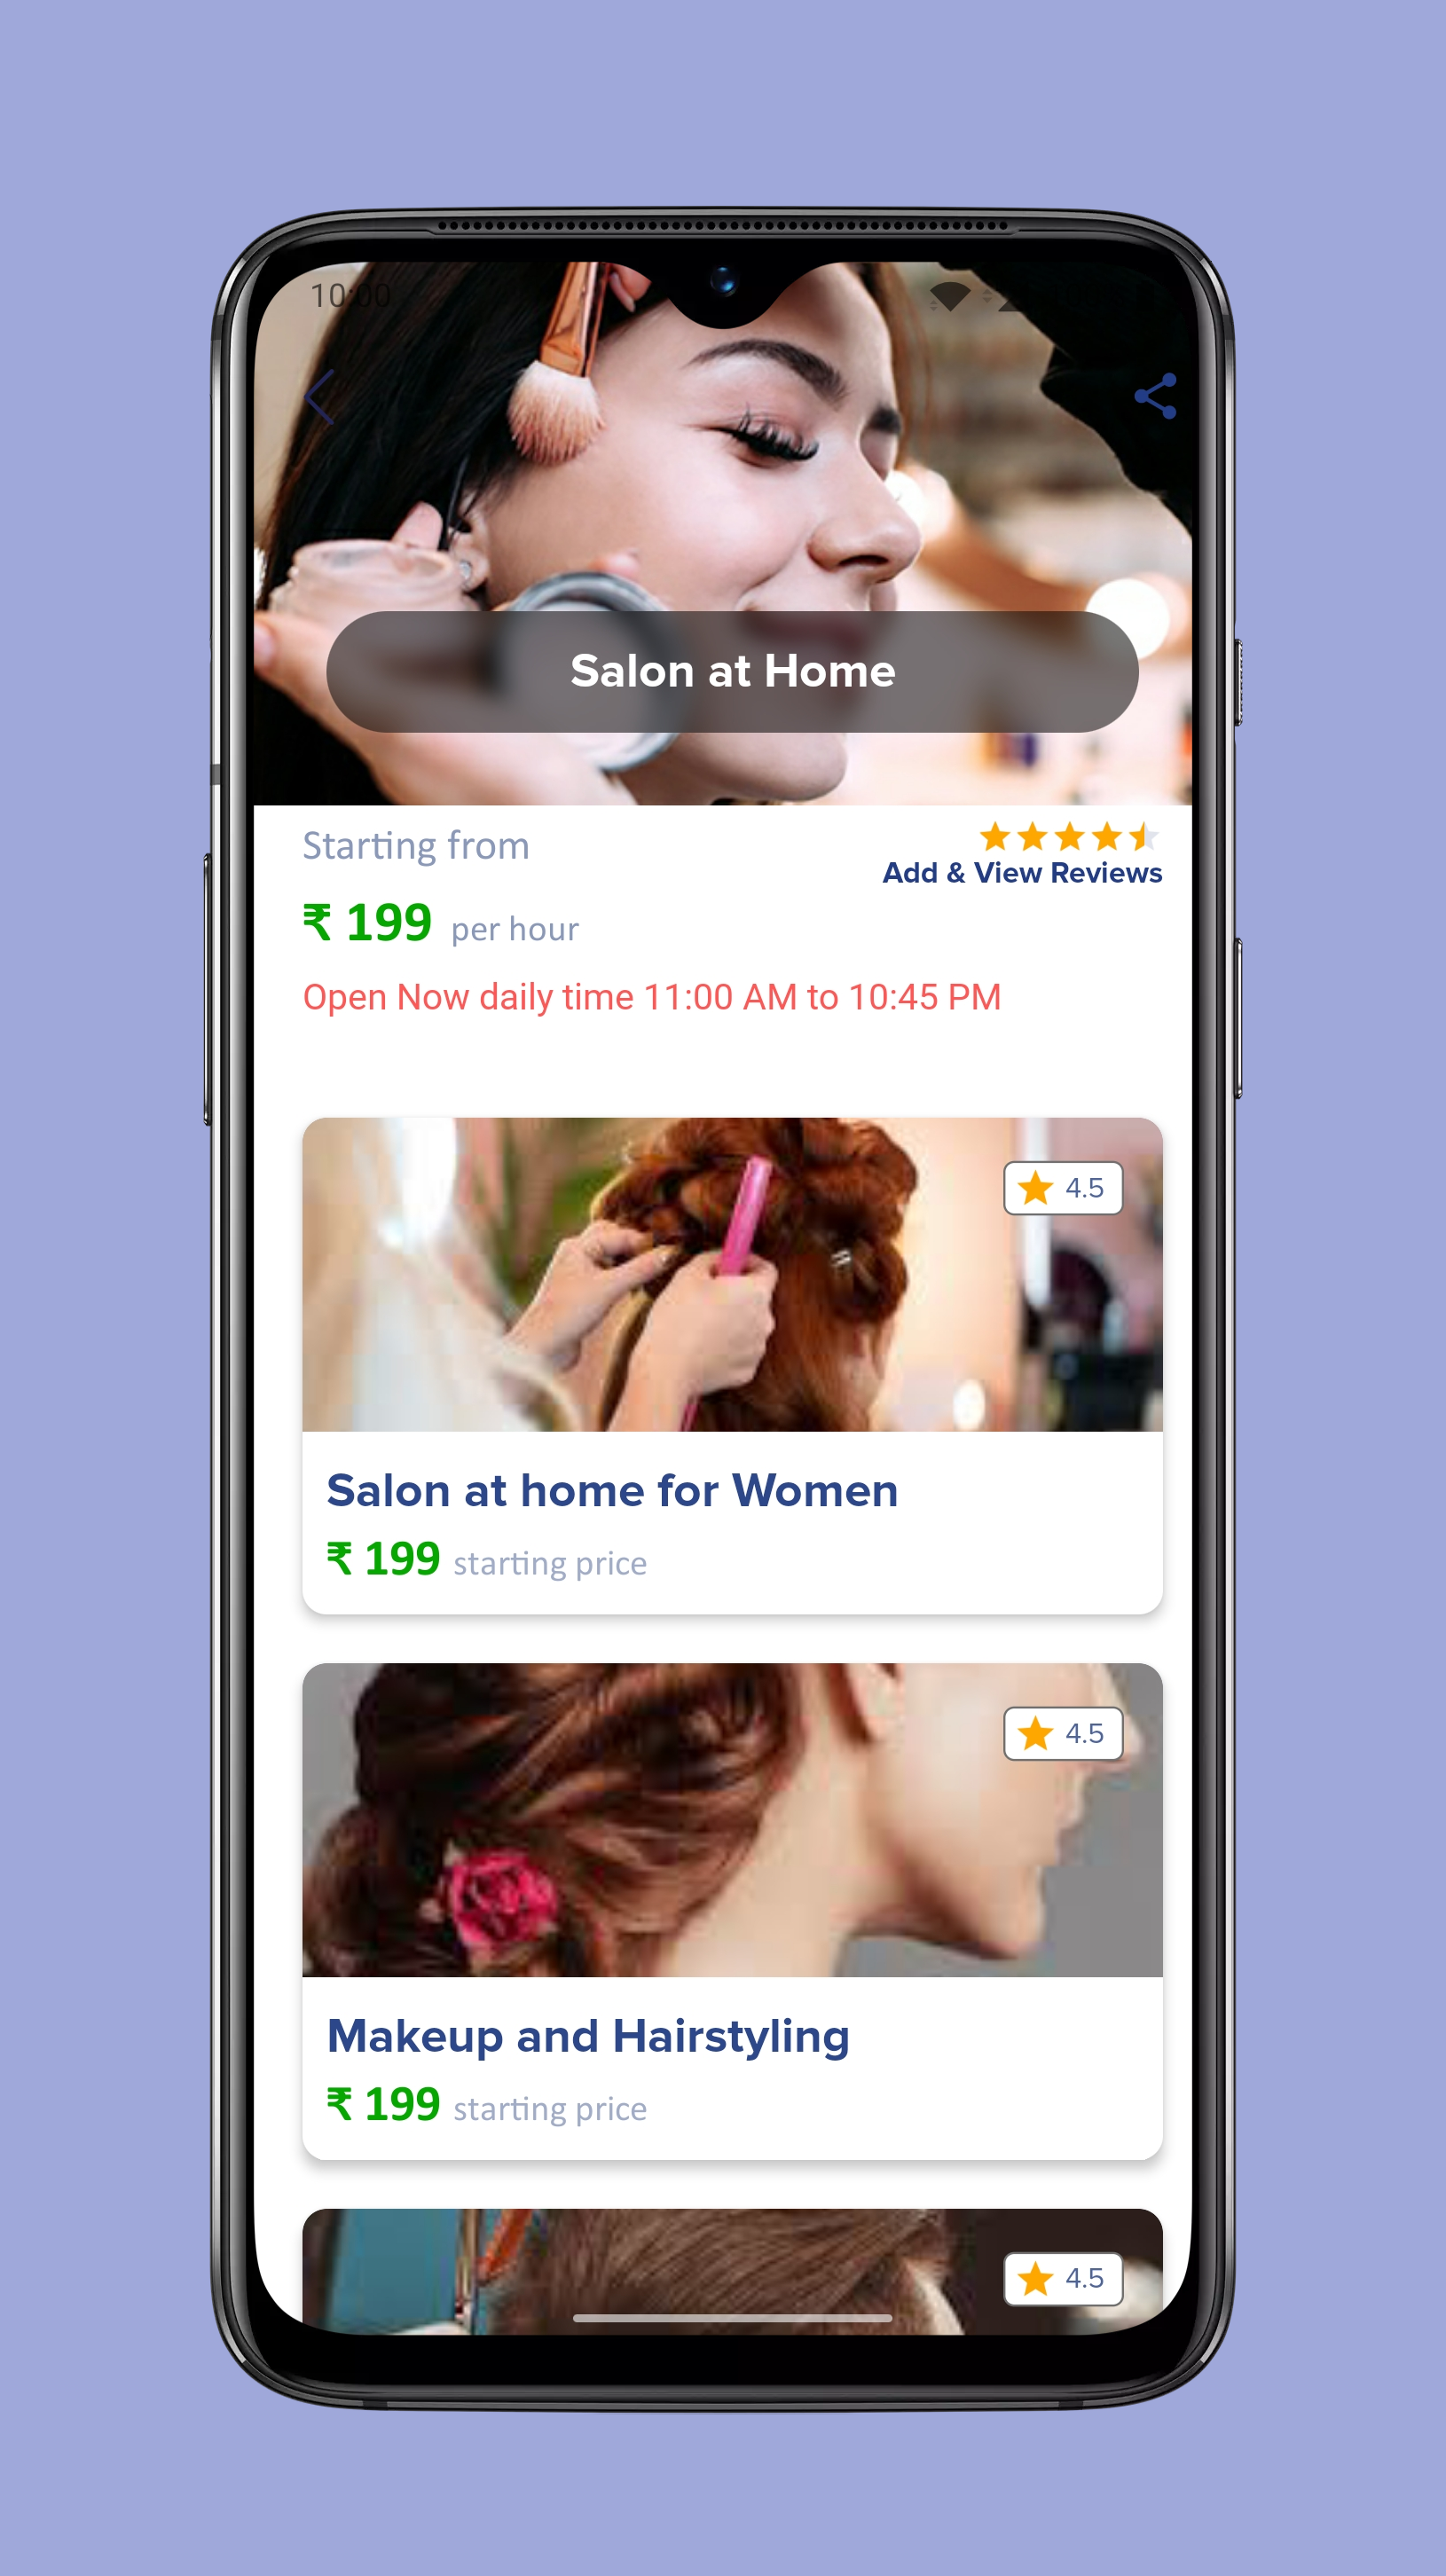 10:00
Salon at Home
Starting from
Add & View Reviews
₹ 199 per hour
Open Now daily time 11:00 AM to 10:45 PM
4.5
Salon at home for Women
₹ 199 starting price
4.5
Makeup and Hairstyling
₹ 199 starting price
4.5